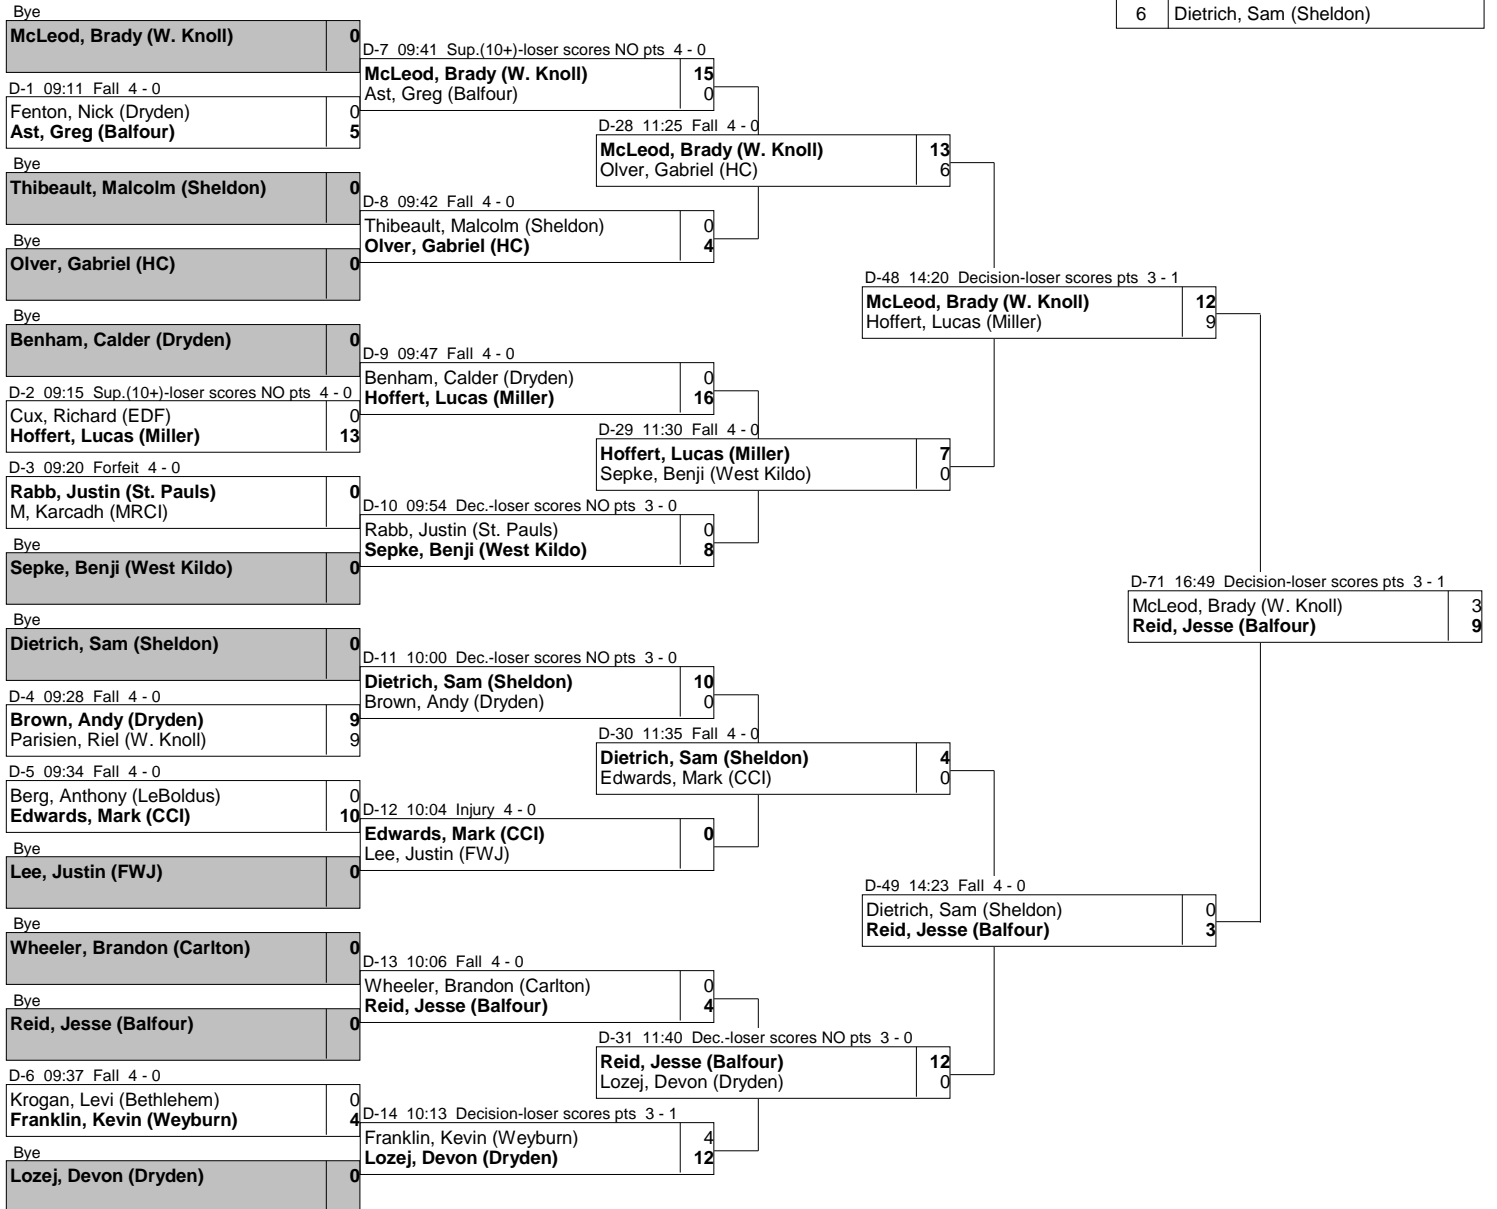 6 Dietrich, Sam (Sheldon)
Bye
McLeod, Brady (W. Knoll) 0
D-1 09:11 Fall 4 - 0
Fenton, Nick (Dryden) 0
Ast, Greg (Balfour) 5
Bye
Thibeault, Malcolm (Sheldon) 0
Bye
Olver, Gabriel (HC) 0
Bye
Benham, Calder (Dryden) 0
D-2 09:15 Sup.(10+)-loser scores NO pts 4 - 0
Cux, Richard (EDF) 0
Hoffert, Lucas (Miller) 13
D-3 09:20 Forfeit 4 - 0
Rabb, Justin (St. Pauls) 0
M, Karcadh (MRCI)
Bye
Sepke, Benji (West Kildo) 0
Bye
Dietrich, Sam (Sheldon) 0
D-4 09:28 Fall 4 - 0
Brown, Andy (Dryden) 9
Parisien, Riel (W. Knoll) 9
D-5 09:34 Fall 4 - 0
Berg, Anthony (LeBoldus) 0
Edwards, Mark (CCI) 10
Bye
Lee, Justin (FWJ) 0
Bye
Wheeler, Brandon (Carlton) 0
Bye
Reid, Jesse (Balfour) 0
D-6 09:37 Fall 4 - 0
Krogan, Levi (Bethlehem) 0
Franklin, Kevin (Weyburn) 4
Bye
Lozej, Devon (Dryden) 0
D-7 09:41 Sup.(10+)-loser scores NO pts 4 - 0
McLeod, Brady (W. Knoll) 15
Ast, Greg (Balfour) 0
D-8 09:42 Fall 4 - 0
Thibeault, Malcolm (Sheldon) 0
Olver, Gabriel (HC) 4
D-9 09:47 Fall 4 - 0
Benham, Calder (Dryden) 0
Hoffert, Lucas (Miller) 16
D-10 09:54 Dec.-loser scores NO pts 3 - 0
Rabb, Justin (St. Pauls) 0
Sepke, Benji (West Kildo) 8
D-11 10:00 Dec.-loser scores NO pts 3 - 0
Dietrich, Sam (Sheldon) 10
Brown, Andy (Dryden) 0
D-12 10:04 Injury 4 - 0
Edwards, Mark (CCI) 0
Lee, Justin (FWJ)
D-13 10:06 Fall 4 - 0
Wheeler, Brandon (Carlton) 0
Reid, Jesse (Balfour) 4
D-14 10:13 Decision-loser scores pts 3 - 1
Franklin, Kevin (Weyburn) 4
Lozej, Devon (Dryden) 12
D-28 11:25 Fall 4 - 0
McLeod, Brady (W. Knoll) 13
Olver, Gabriel (HC) 6
D-29 11:30 Fall 4 - 0
Hoffert, Lucas (Miller) 7
Sepke, Benji (West Kildo) 0
D-30 11:35 Fall 4 - 0
Dietrich, Sam (Sheldon) 4
Edwards, Mark (CCI) 0
D-31 11:40 Dec.-loser scores NO pts 3 - 0
Reid, Jesse (Balfour) 12
Lozej, Devon (Dryden) 0
D-48 14:20 Decision-loser scores pts 3 - 1
McLeod, Brady (W. Knoll) 12
Hoffert, Lucas (Miller) 9
D-49 14:23 Fall 4 - 0
Dietrich, Sam (Sheldon) 0
Reid, Jesse (Balfour) 3
D-71 16:49 Decision-loser scores pts 3 - 1
McLeod, Brady (W. Knoll) 3
Reid, Jesse (Balfour) 9